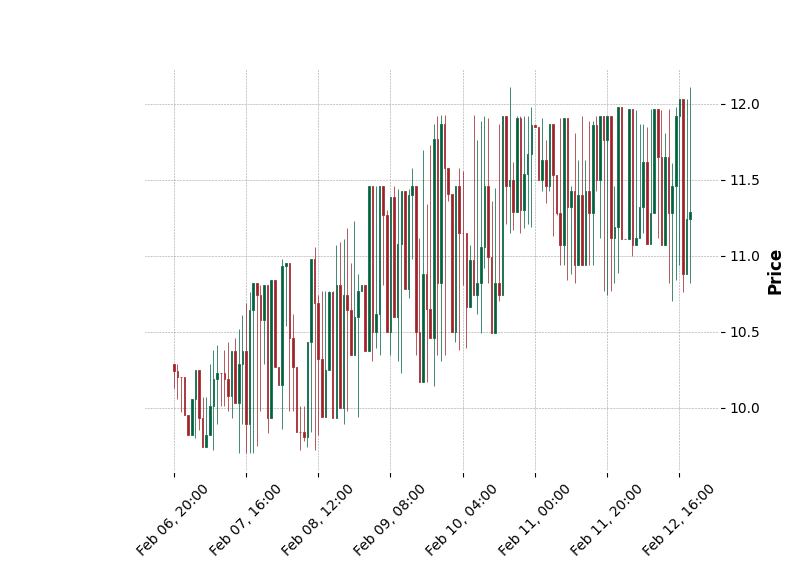 12.0
11.5
11.0
10.5
10.0
Price
Feb 06, 20:00
Feb 07, 16:00
Feb 08, 12:00
Feb 09, 08:00
Feb 10, 04:00
Feb 11, 00:00
Feb 11, 20:00
Feb 12, 16:00